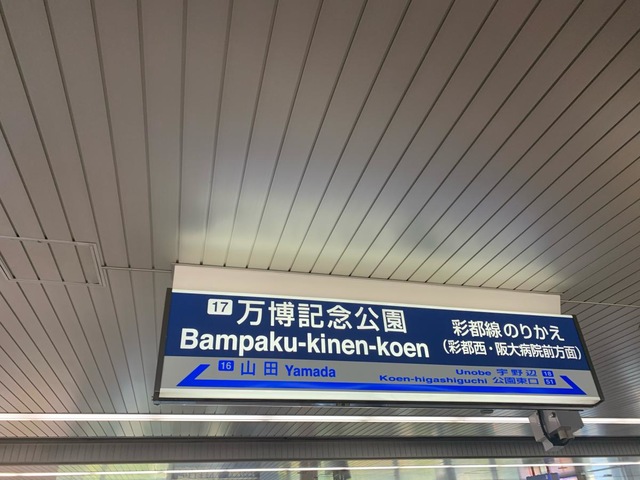 17 万博記念公園
Bampaku-kinen-koen
彩都線のりかえ
(彩都西・阪大病院前方面)
16 山田 Yamada
Unobe 宇野辺 18
Koen-higashiguchi 公園東口 51